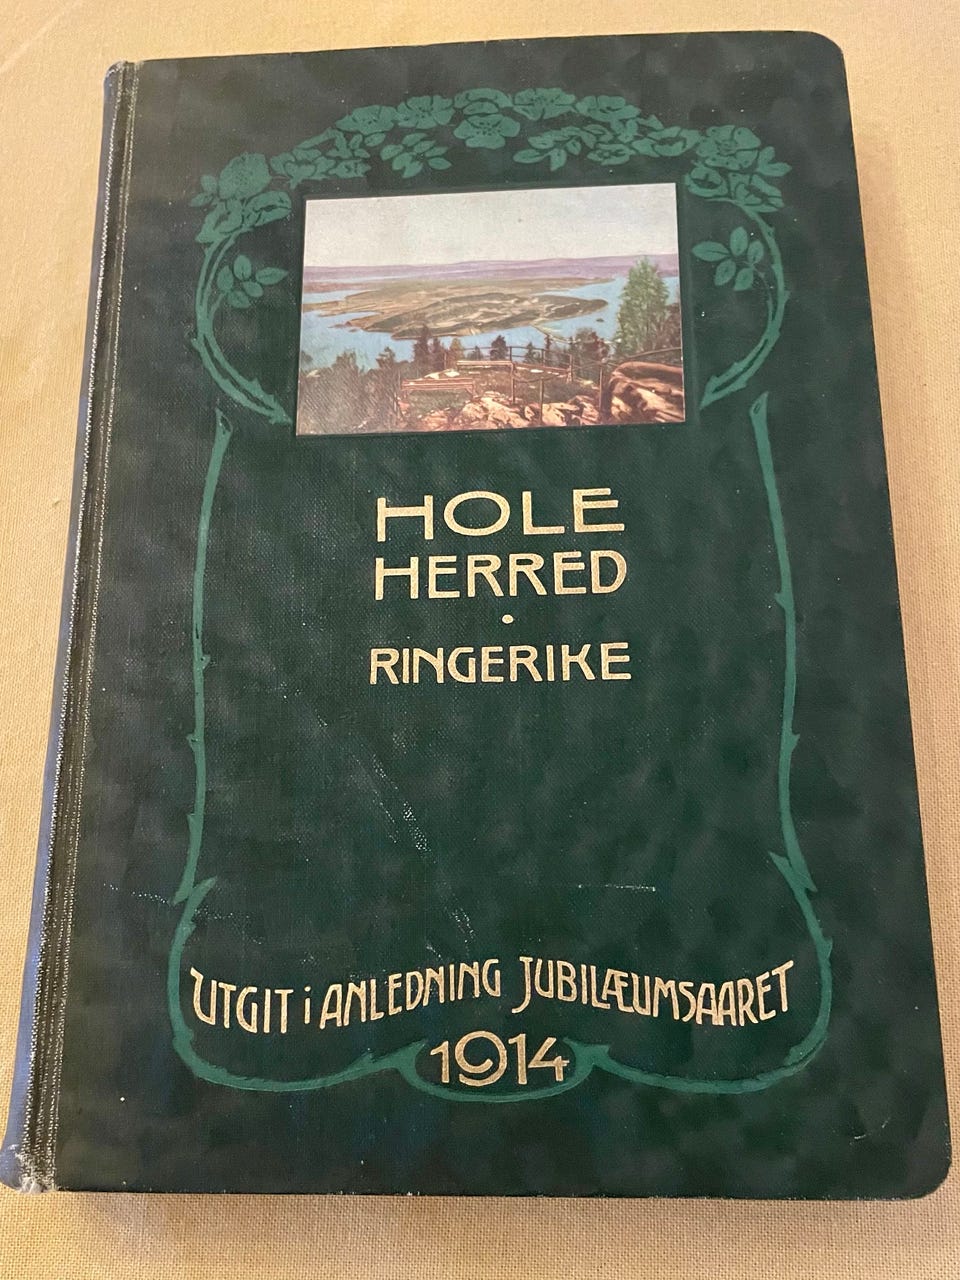 HOLE
HERRED
•
RINGERIKE
UTGIT i ANLEDNING JUBILÆUMSAARET
1914